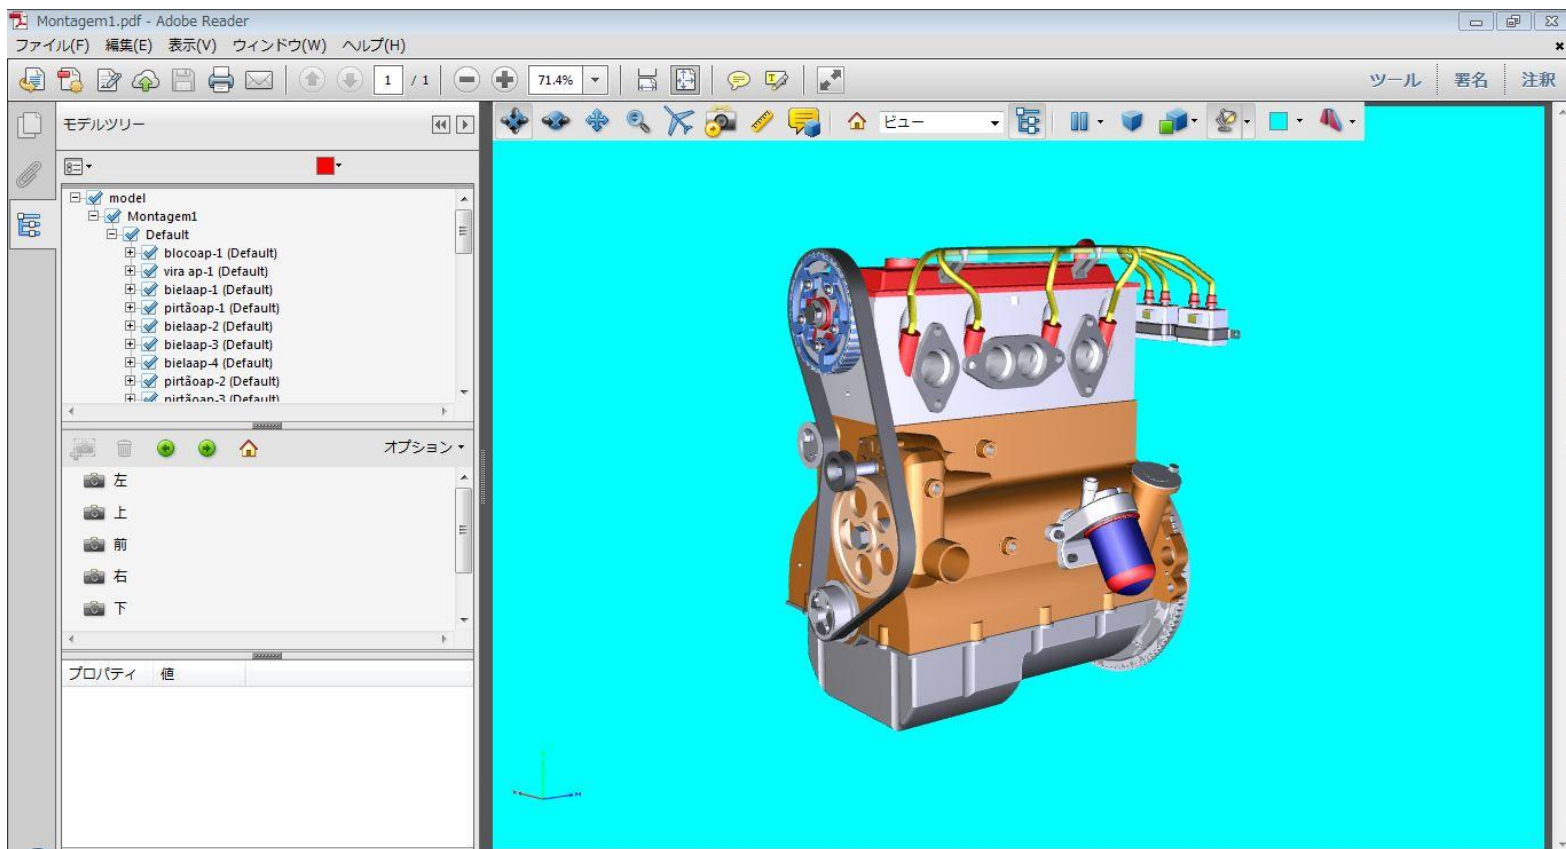 Montagem1.pdf - Adobe Reader
ファイル(F) 編集(E) 表示(V) ウィンドウ(W) ヘルプ(H)
1 / 1 71.4% ツール 署名 注釈
モデルツリー
ビュー
model
Montagem1
Default
blocoap-1 (Default)
vira ap-1 (Default)
bielaap-1 (Default)
pirtãoap-1 (Default)
bielaap-2 (Default)
bielaap-3 (Default)
bielaap-4 (Default)
pirtãoap-2 (Default)
pirtãoap-3 (Default)
オプション
左
上
前
右
下
プロパティ 値